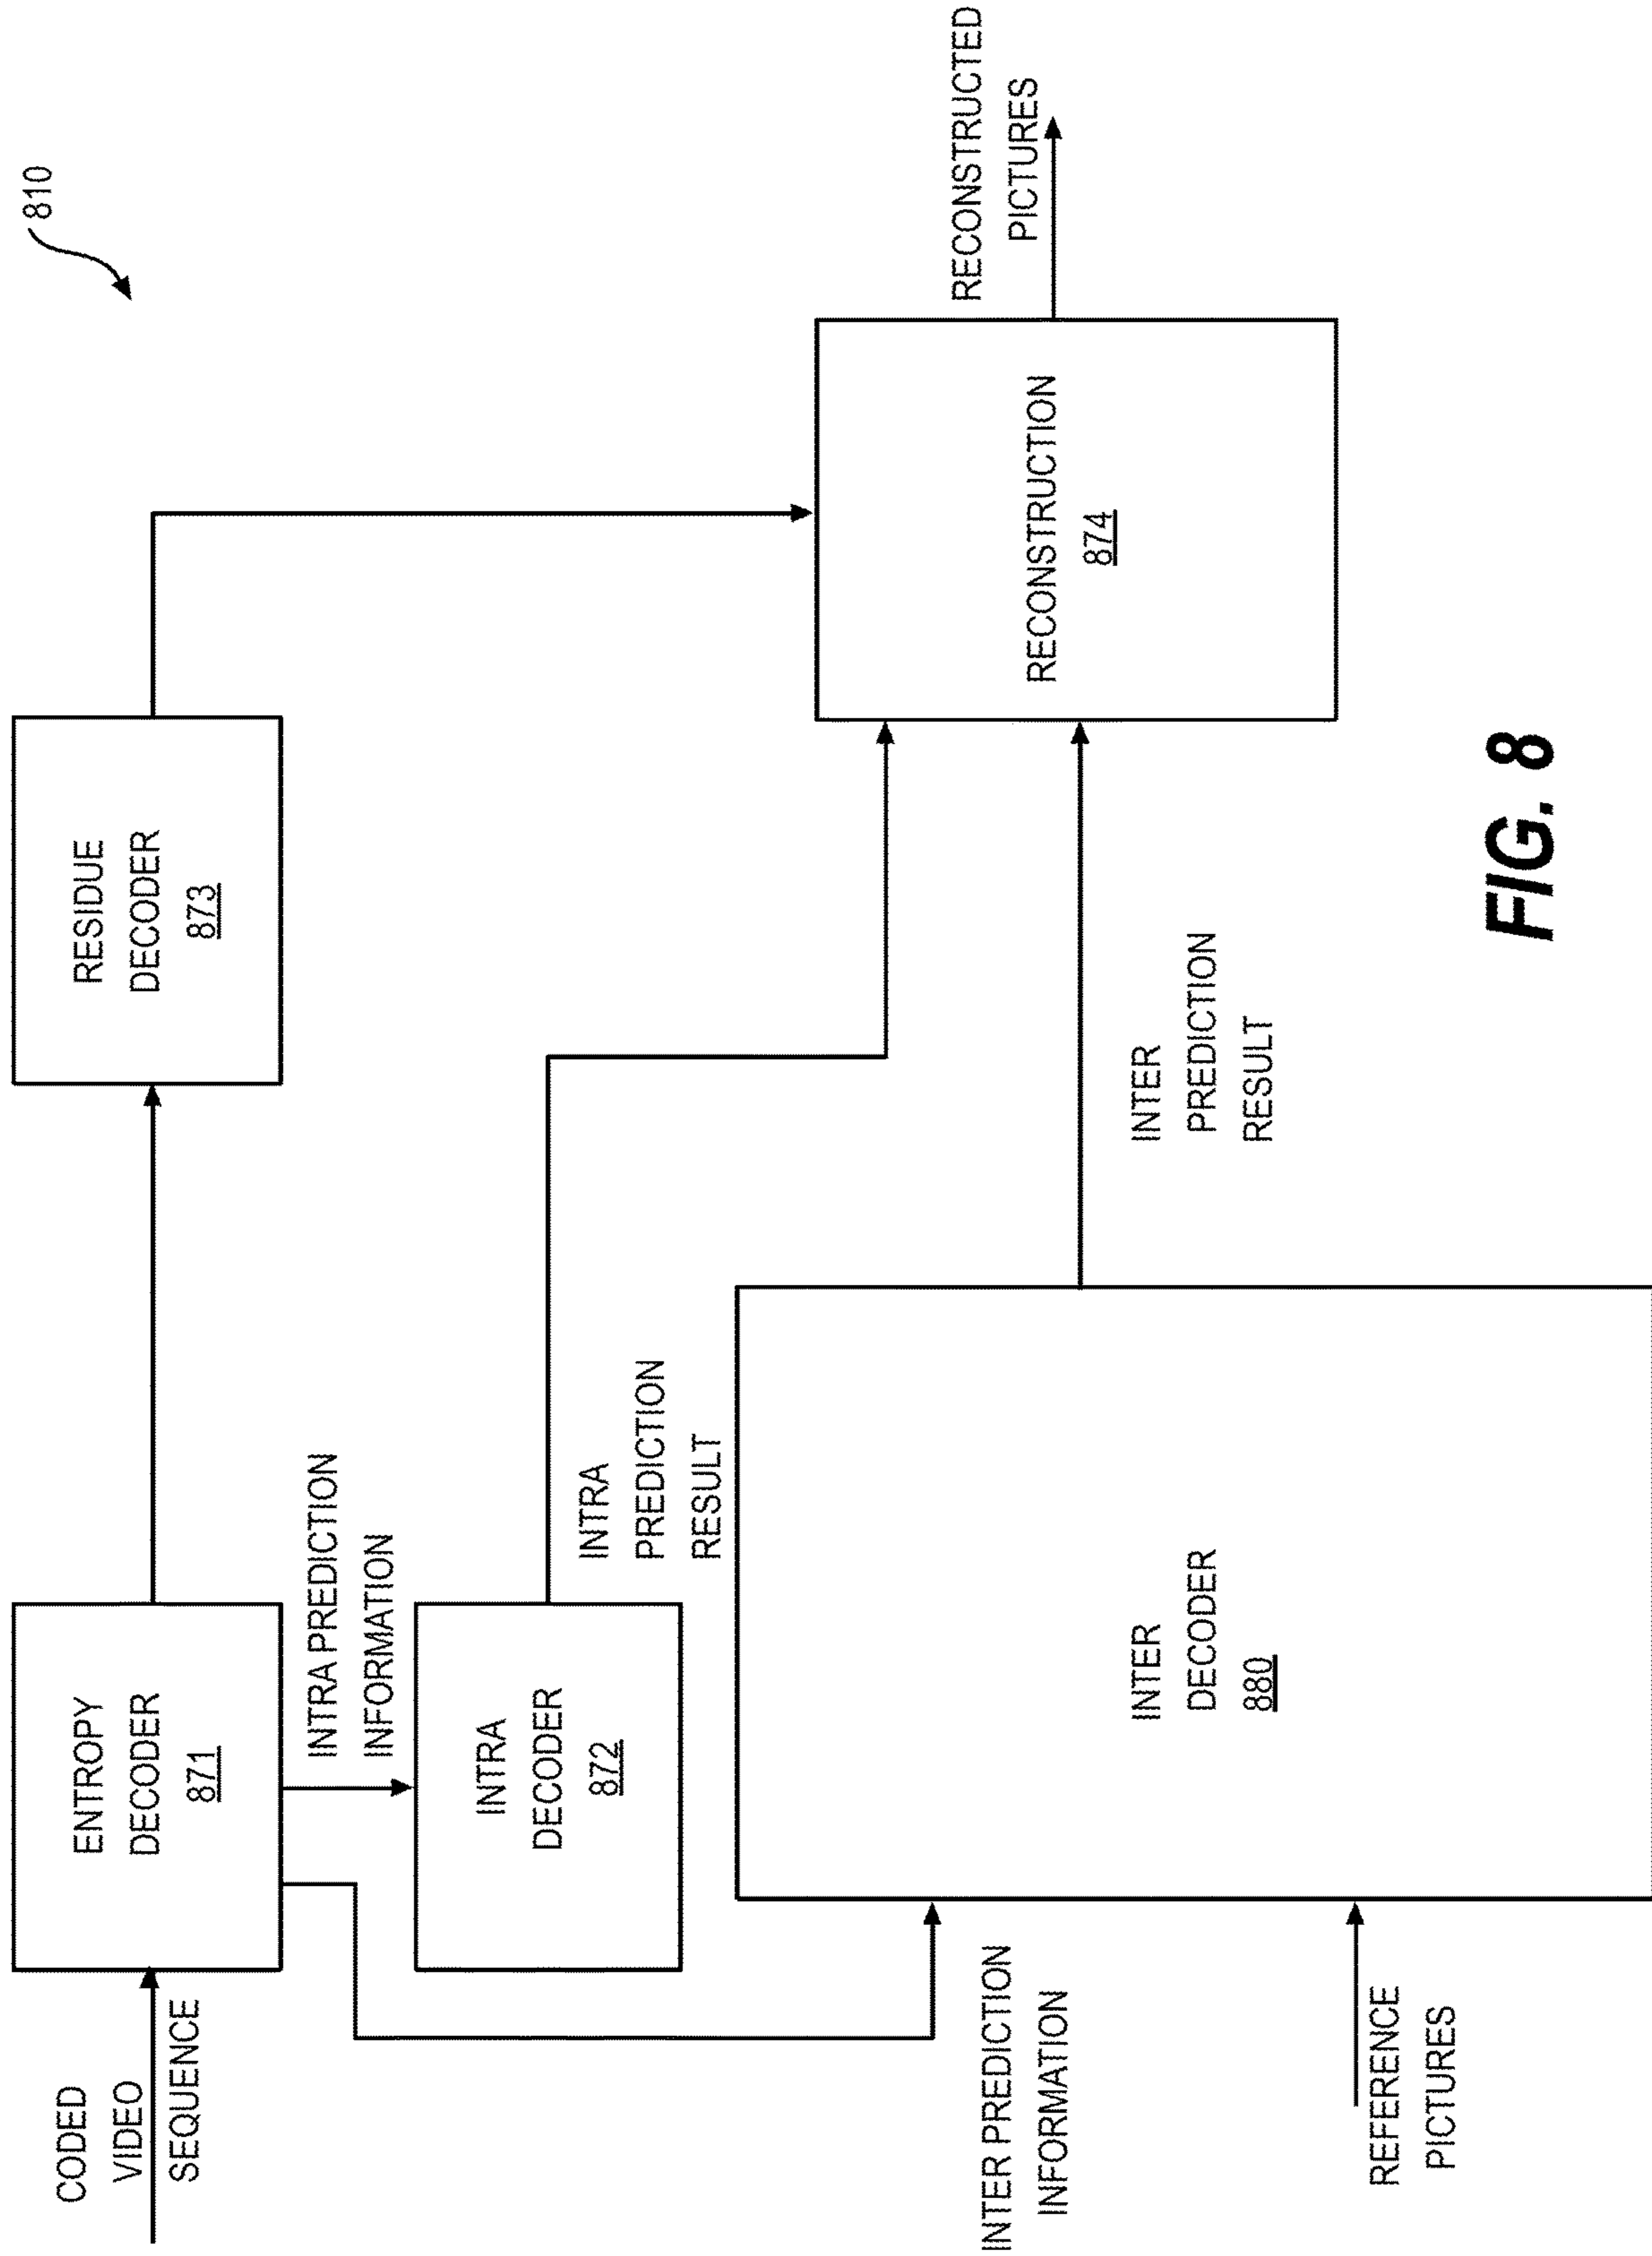 810
CODED
VIDEO
SEQUENCE
ENTROPY
DECODER
871
RESIDUE
DECODER
873
INTRA PREDICTION
INFORMATION
INTRA
DECODER
872
INTRA
PREDICTION
RESULT
RECONSTRUCTED
PICTURES
RECONSTRUCTION
874
INTER PREDICTION
INFORMATION
INTER
DECODER
880
INTER
PREDICTION
RESULT
REFERENCE
PICTURES
FIG. 8